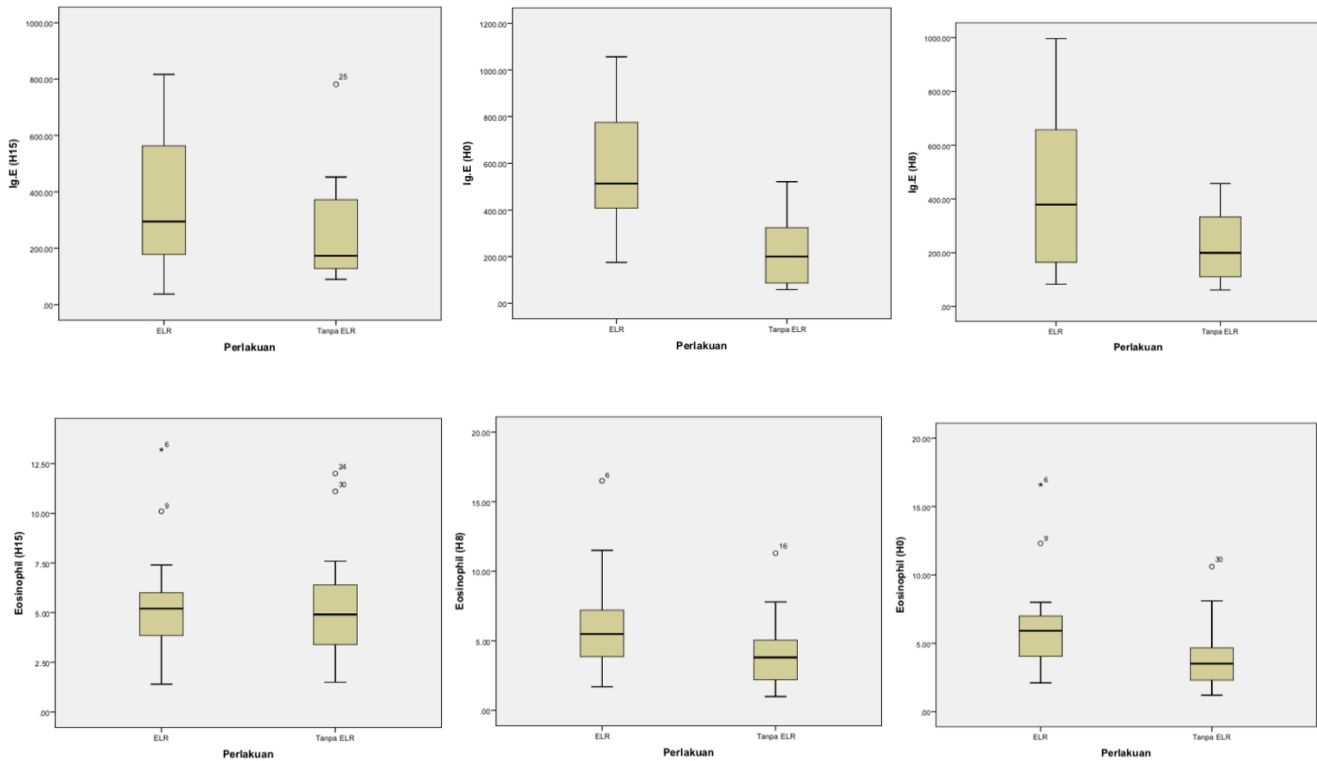 1000.00
800.00
600.00
400.00
200.00
.00
Ig.E (H15)
25
ELR
Tanpa ELR
Perlakuan
1200.00
1000.00
800.00
600.00
400.00
200.00
.00
Ig.E (H0)
ELR
Tanpa ELR
Perlakuan
1000.00
800.00
600.00
400.00
200.00
.00
Ig.E (H8)
ELR
Tanpa ELR
Perlakuan
12.50
10.00
7.50
5.00
2.50
.00
Eosinophil (H15)
6
9
24
30
ELR
Tanpa ELR
Perlakuan
20.00
15.00
10.00
5.00
.00
Eosinophil (H8)
6
16
ELR
Tanpa ELR
Perlakuan
20.00
15.00
10.00
5.00
.00
Eosinophil (H0)
6
9
30
ELR
Tanpa ELR
Perlakuan